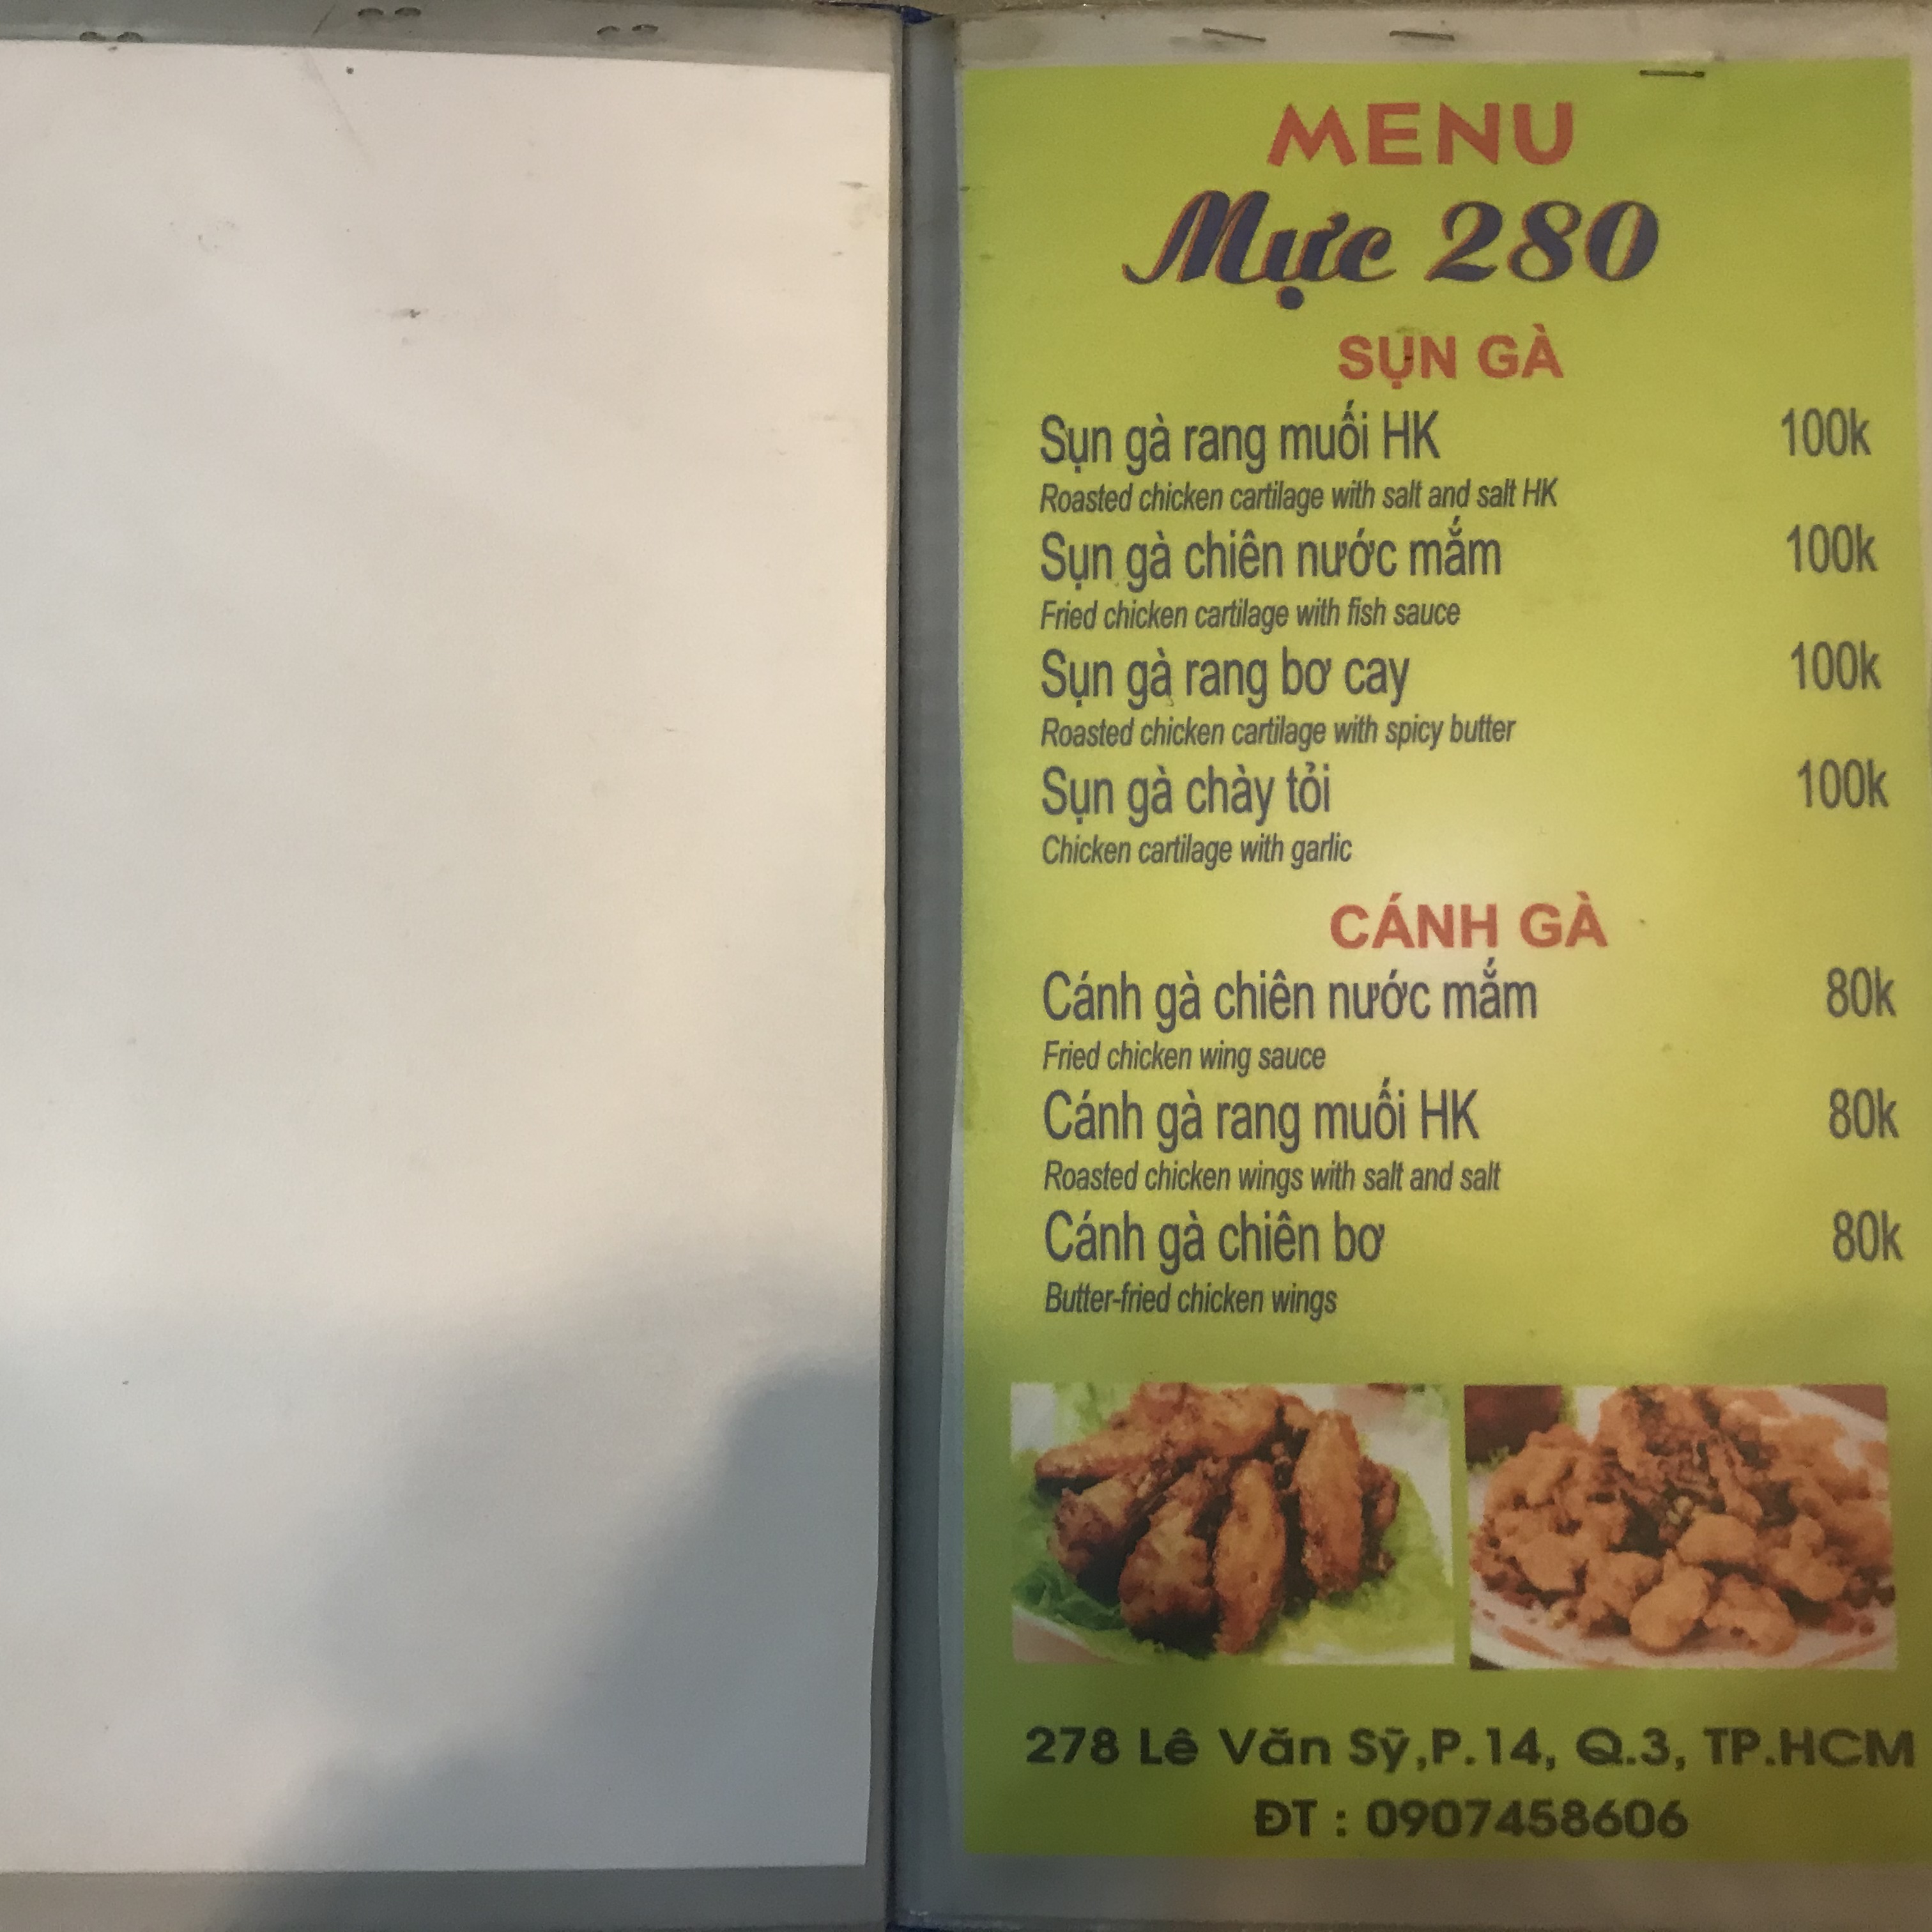 MENU
Mực 280
SỤN GÀ
Sụn gà rang muối HK 100k
Roasted chicken cartilage with salt and salt HK
Sụn gà chiên nước mắm 100k
Fried chicken cartilage with fish sauce
Sụn gà rang bơ cay 100k
Roasted chicken cartilage with spicy butter
Sụn gà chày tỏi 100k
Chicken cartilage with garlic
CÁNH GÀ
Cánh gà chiên nước mắm 80k
Fried chicken wing sauce
Cánh gà rang muối HK 80k
Roasted chicken wings with salt and salt
Cánh gà chiên bơ 80k
Butter-fried chicken wings
278 Lê Văn Sỹ,P.14, Q.3, TP.HCM
ĐT : 0907458606